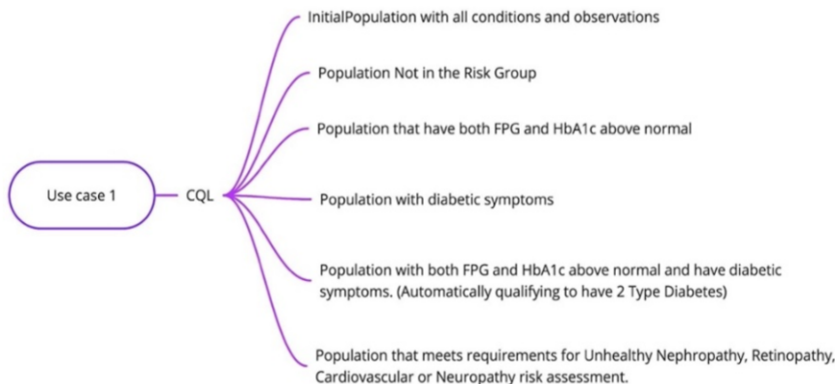 InitialPopulation with all conditions and observations
Population Not in the Risk Group
Population that have both FPG and HbA1c above normal
Use case 1
CQL
Population with diabetic symptoms
Population with both FPG and HbA1c above normal and have diabetic
symptoms. (Automatically qualifying to have 2 Type Diabetes)
Population that meets requirements for Unhealthy Nephropathy, Retinopathy,
Cardiovascular or Neuropathy risk assessment.